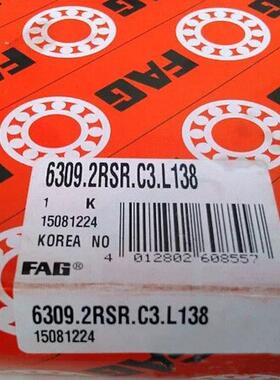 FAG
FAG
6309.2RSR.C3.L138
1 K
15081224
KOREA NO
4 012802 608557
FAG®
6309.2RSR.C3.L138
15081224